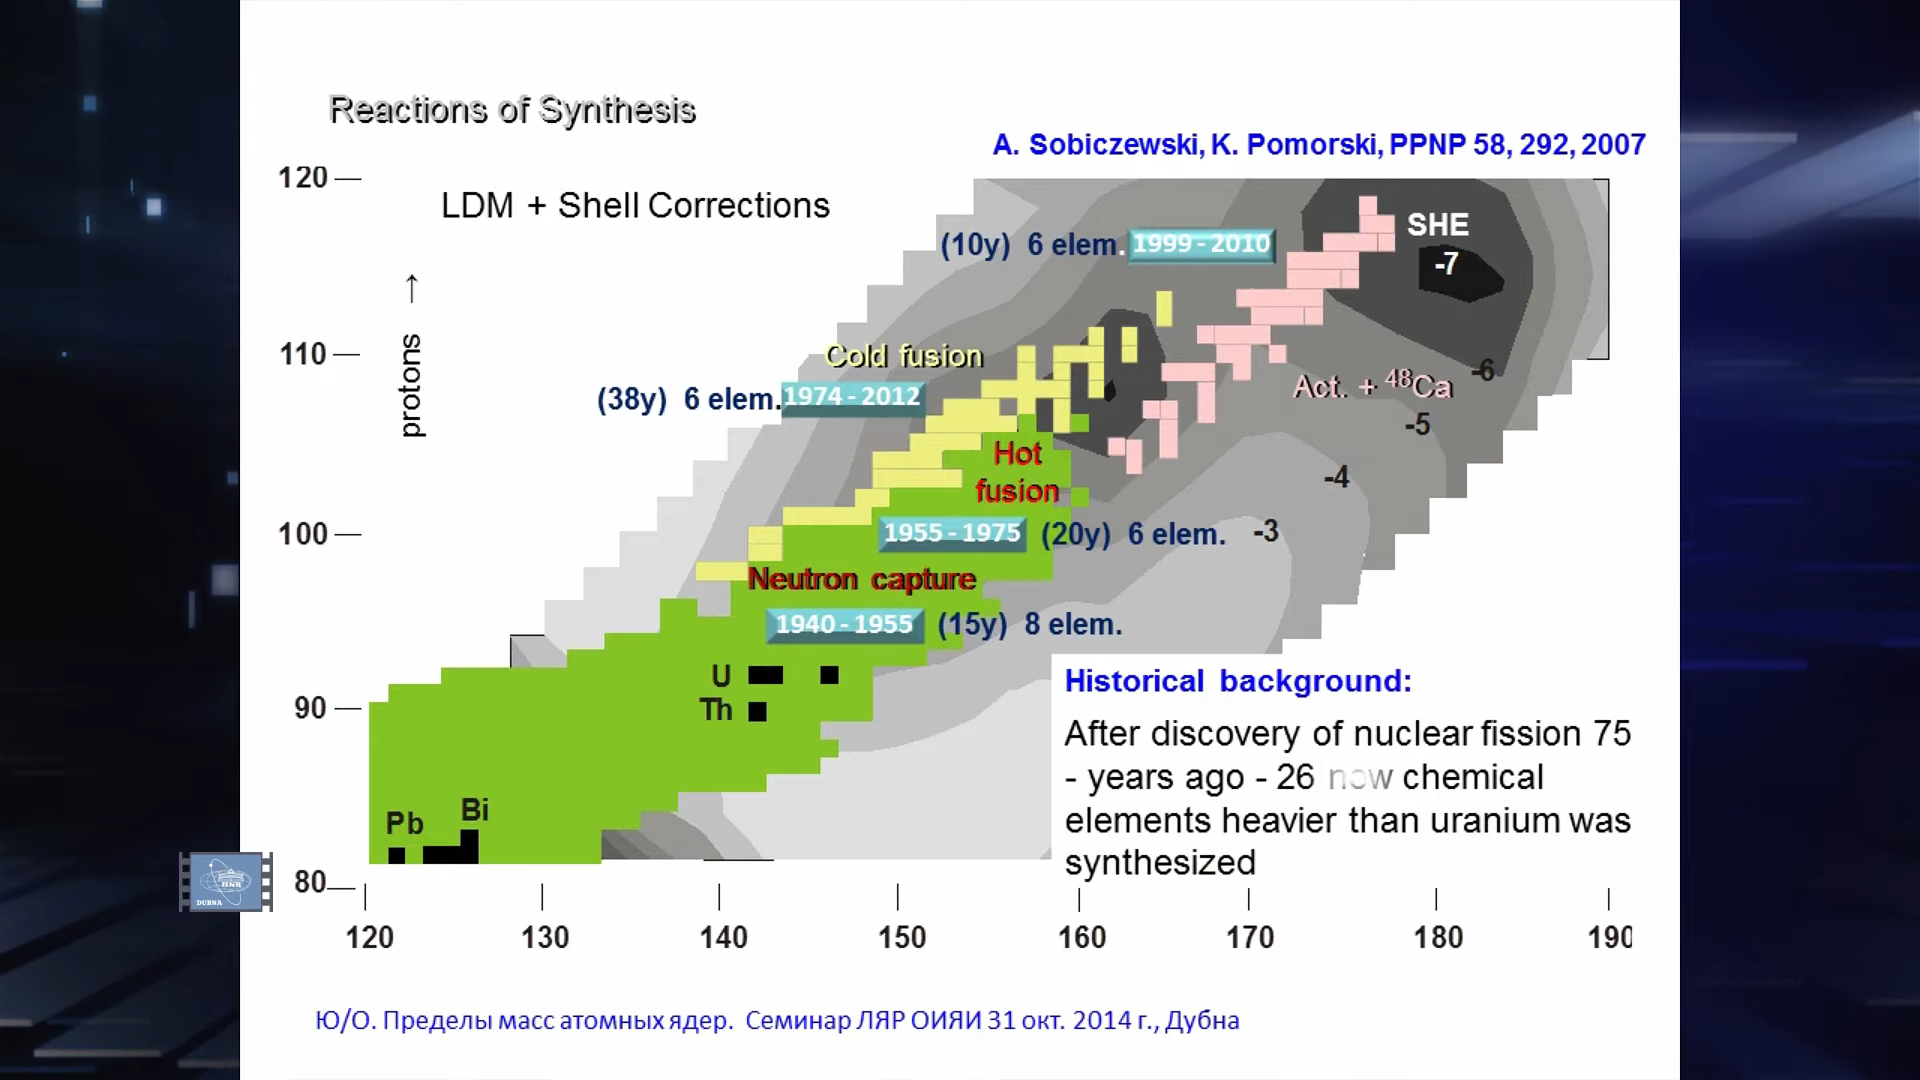 Reactions of Synthesis
A. Sobiczewski, K. Pomorski, PPNP 58, 292, 2007
120
LDM + Shell Corrections
SHE
(10y) 6 elem. 1999 - 2010
-7
protons →
110
Cold fusion
-6
Act. + ⁴⁸Ca
(38y) 6 elem. 1974 - 2012
-5
Hot
fusion
-4
100
1955 - 1975 (20y) 6 elem.
-3
Neutron capture
1940 - 1955 (15y) 8 elem.
U
Th
90
Historical background:
After discovery of nuclear fission 75
- years ago - 26 new chemical
elements heavier than uranium was
synthesized
Pb
Bi
80
JINR
DUBNA
120 130 140 150 160 170 180 190
Ю/О. Пределы масс атомных ядер. Семинар ЛЯР ОИЯИ 31 окт. 2014 г., Дубна